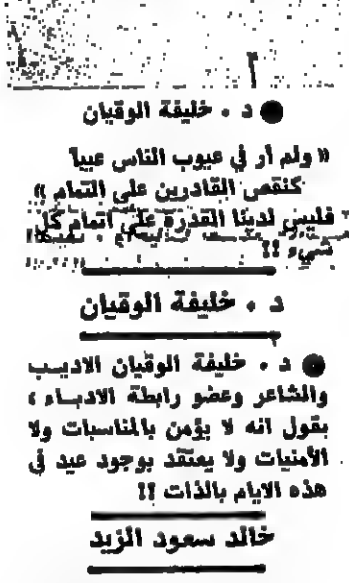 ● د . خليفة الوقيان
« ولم أر في عيوب الناس عيباً
كنقص القادرين على التمام »
فليس لدينا القدرة على اتمام كل
شيء !!
د . خليفة الوقيان
● د . خليفة الوقيان الاديب
والشاعر وعضو رابطة الادباء ،
يقول انه لا يؤمن بالمناسبات ولا
الأمنيات ولا يعتقد بوجود عيد في
هذه الايام بالذات !!
خالد سعود الزيد